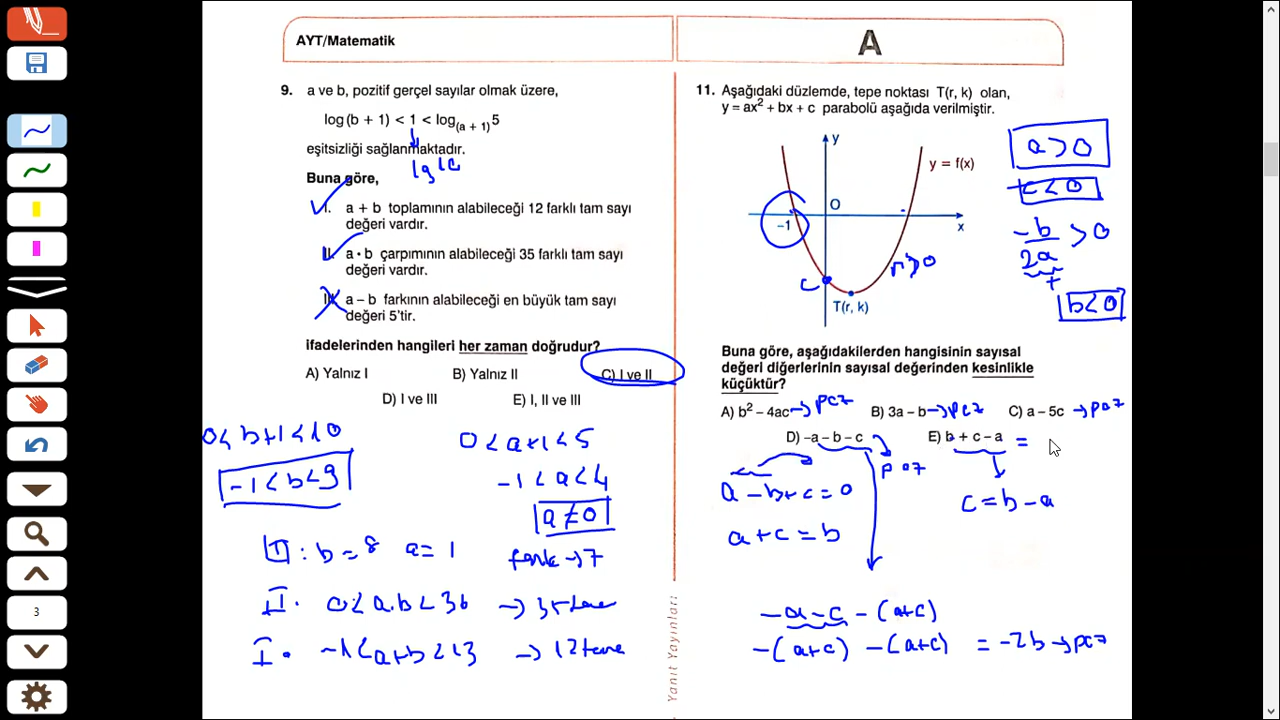 AYT/Matematik
A
9. a ve b, pozitif gerçel sayılar olmak üzere,
log(b + 1) < 1 < log(a + 1)5
eşitsizliği sağlanmaktadır.
Buna göre,
I. a + b toplamının alabileceği 12 farklı tam sayı
değeri vardır.
II. a • b çarpımının alabileceği 35 farklı tam sayı
değeri vardır.
III. a – b farkının alabileceği en büyük tam sayı
değeri 5'tir.
ifadelerinden hangileri her zaman doğrudur?
A) Yalnız I B) Yalnız II C) I ve II
D) I ve III E) I, II ve III
0 < b+1 < 10
-1 < b < 9
0 < a+1 < 5
-1 < a < 4
a ≠ 0
III : b = 8 a = 1 fark → 7
II. 0 < a.b < 36 → 35 tane
I. -1 < a+b < 13 → 12 tane
11. Aşağıdaki düzlemde, tepe noktası T(r, k) olan,
y = ax² + bx + c parabolü aşağıda verilmiştir.
y
y = f(x)
O
-1
x
c
r > 0
T(r, k)
a > 0
c < 0
-b/2a > 0
+
b < 0
Buna göre, aşağıdakilerden hangisinin sayısal
değeri diğerlerinin sayısal değerinden kesinlikle
küçüktür?
A) b² – 4ac → poz B) 3a – b → poz C) a – 5c → poz
D) –a – b – c E) b + c – a =
poz
a - b + c = 0
a + c = b
c = b - a
-a - c - (a+c)
-(a+c) - (a+c) = -2b → poz
Yanıt Yayınları
3